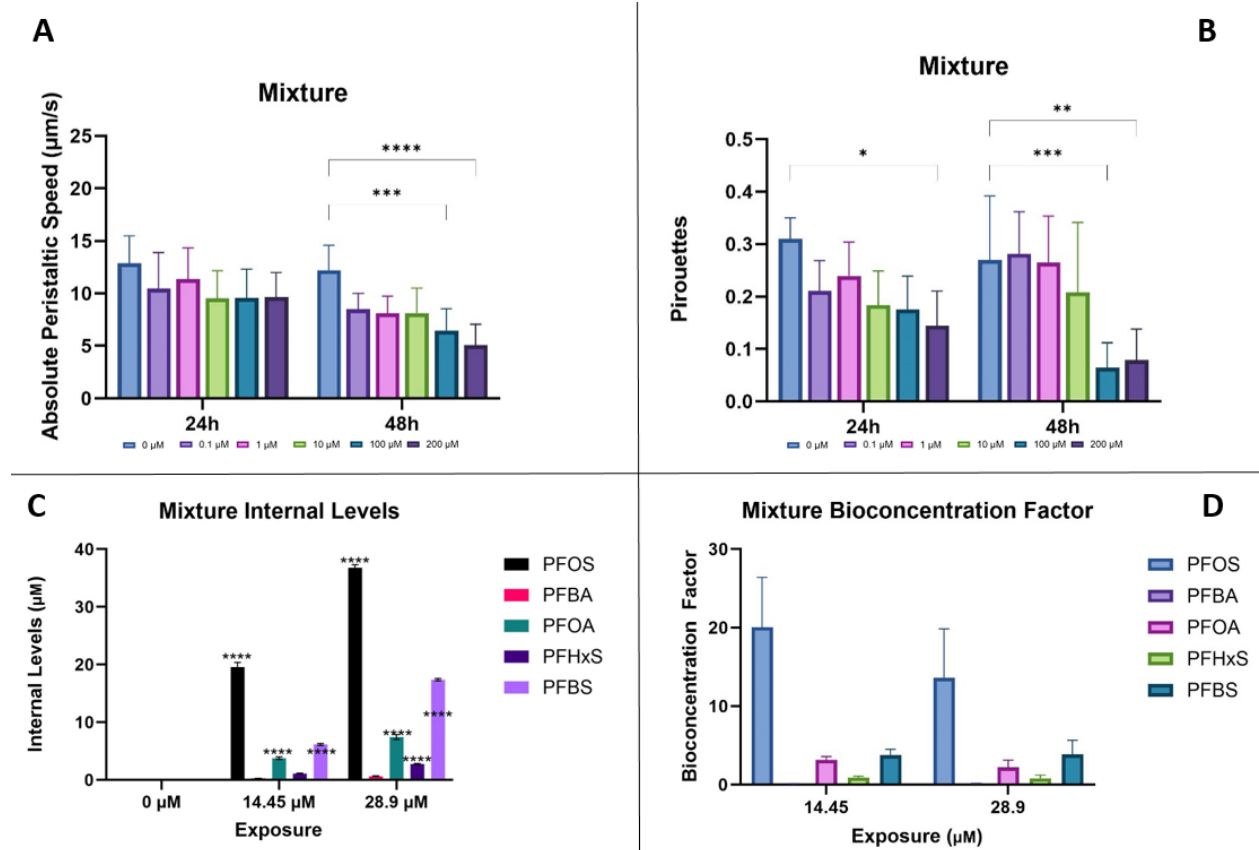 A
Mixture
Absolute Peristaltic Speed (µm/s)
25
20
15
10
5
0
****
***
24h
48h
0 µM 0.1 µM 1 µM 10 µM 100 µM 200 µM
B
Mixture
Pirouettes
0.5
0.4
0.3
0.2
0.1
0.0
*
**
***
24h
48h
0 µM 0.1 µM 1 µM 10 µM 100 µM 200 µM
C
Mixture Internal Levels
Internal Levels (µM)
40
30
20
10
0
****
****
****
****
****
****
****
0 µM
14.45 µM
28.9 µM
Exposure
PFOS
PFBA
PFOA
PFHxS
PFBS
D
Mixture Bioconcentration Factor
Bioconcentration Factor
30
20
10
0
14.45
28.9
Exposure (µM)
PFOS
PFBA
PFOA
PFHxS
PFBS